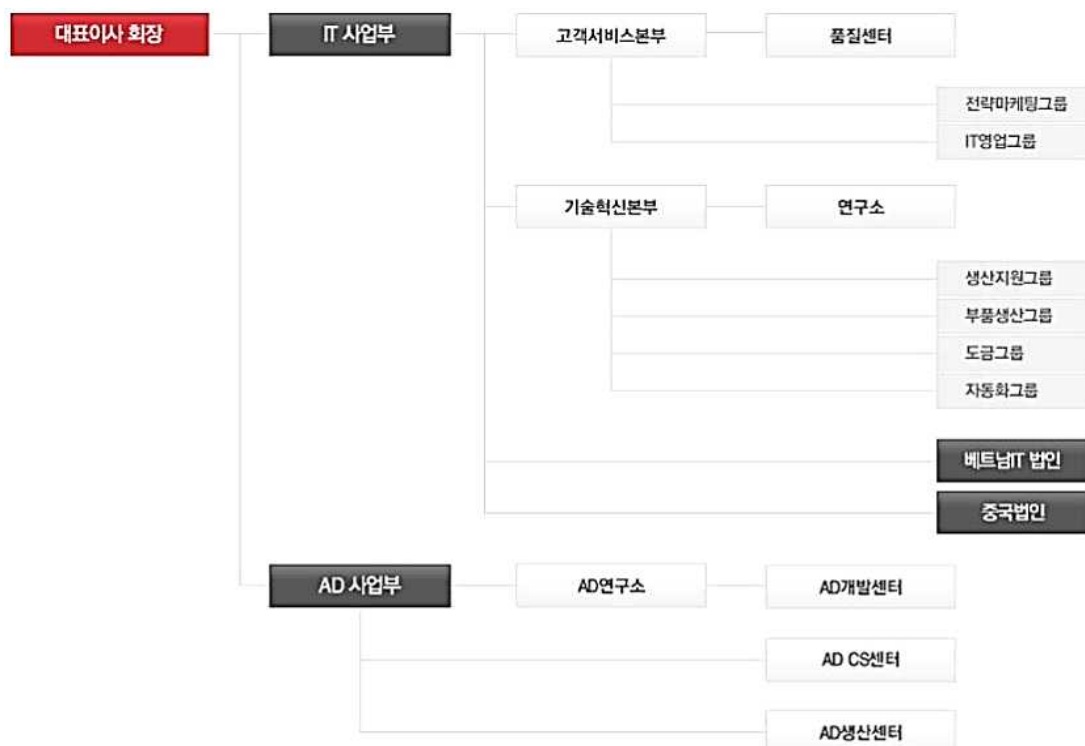 대표이사 회장
IT 사업부
고객서비스본부
품질센터
전략마케팅그룹
IT영업그룹
기술혁신본부
연구소
생산지원그룹
부품생산그룹
도금그룹
자동화그룹
베트남IT 법인
중국법인
AD 사업부
AD연구소
AD개발센터
AD CS센터
AD생산센터